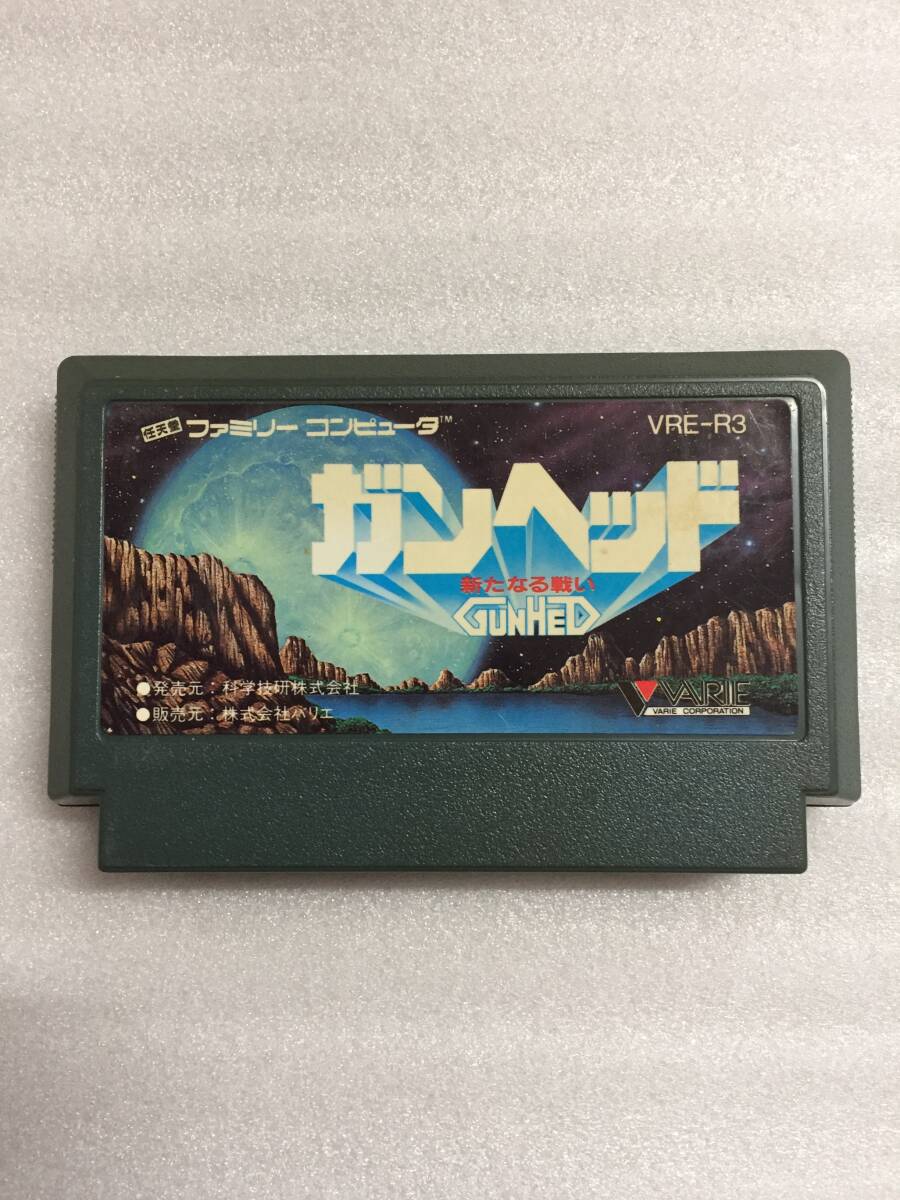 任天堂 ファミリー コンピュータ™
VRE-R3
ガンヘッド
新たなる戦い
GUNHED
●発売元：科学技研株式会社
●販売元：株式会社バリエ
VARIE
VARIE CORPORATION